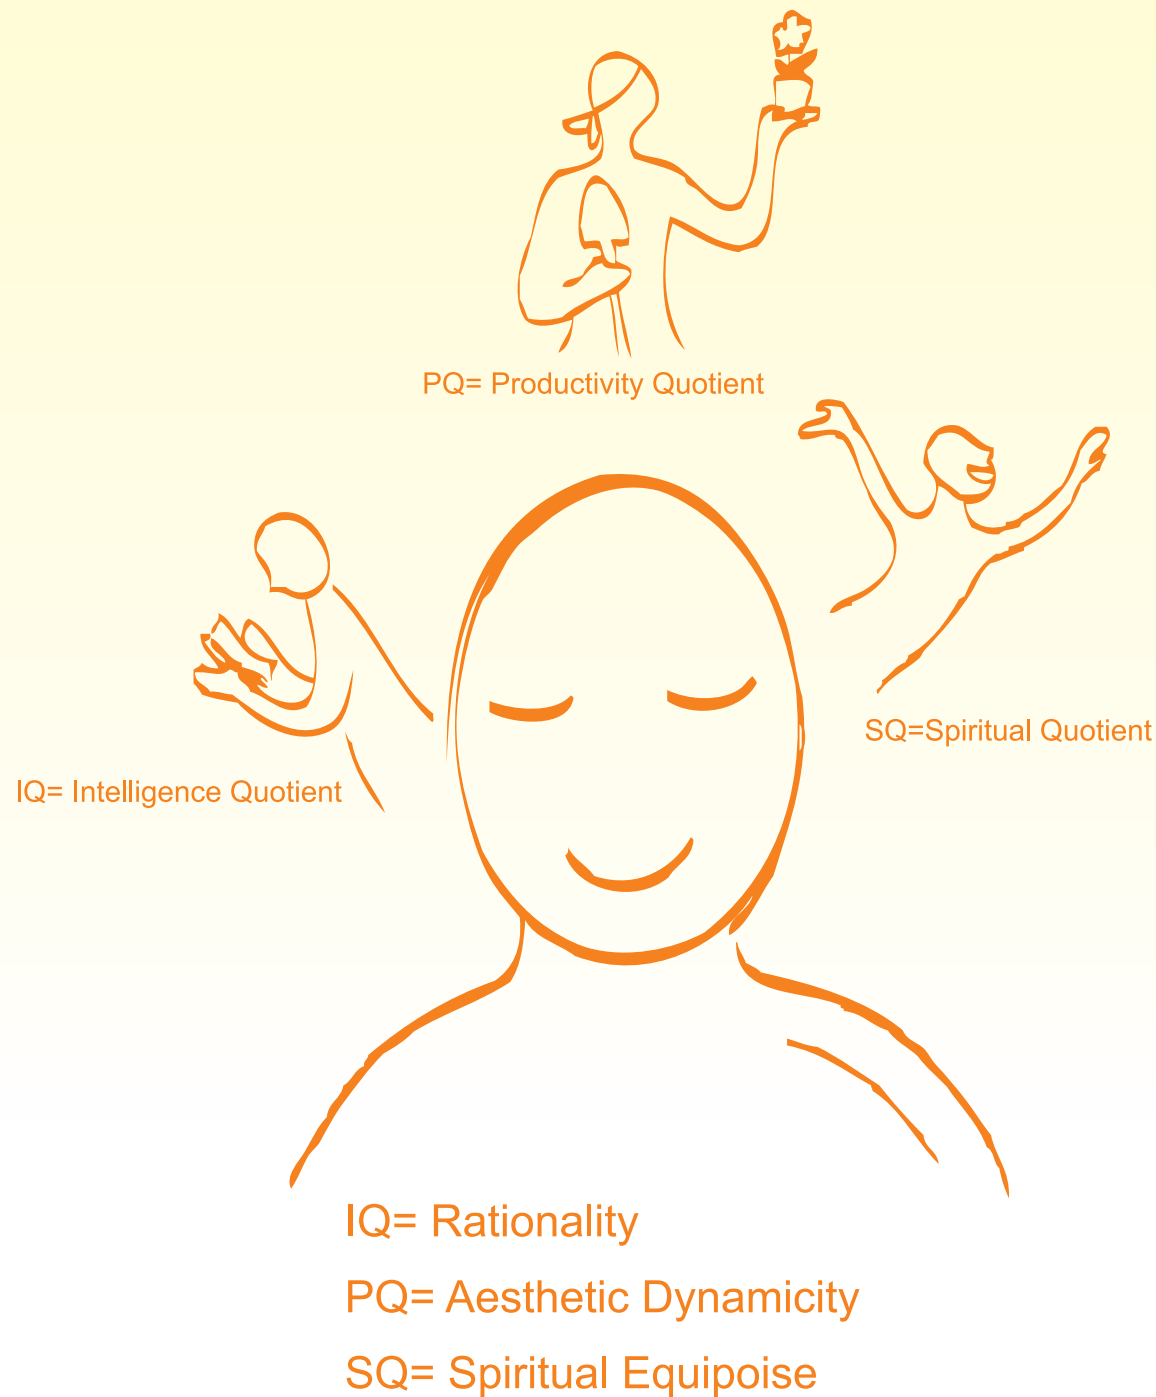 PQ= Productivity Quotient
SQ=Spiritual Quotient
IQ= Intelligence Quotient
IQ= Rationality
PQ= Aesthetic Dynamicity
SQ= Spiritual Equipoise